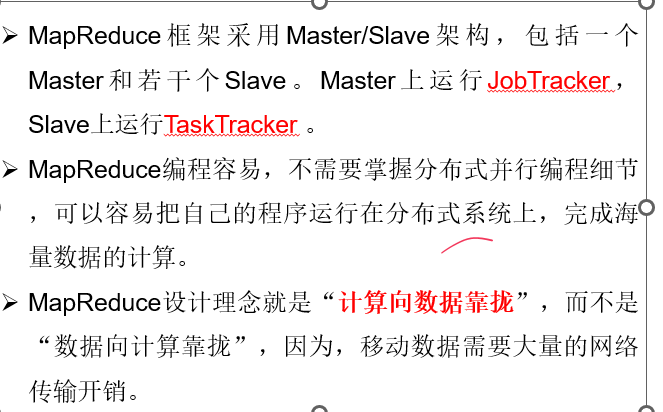 ➢ MapReduce框架采用Master/Slave架构，包括一个
Master和若干个Slave。Master上运行JobTracker，
Slave上运行TaskTracker 。
➢ MapReduce编程容易，不需要掌握分布式并行编程细节
，可以容易把自己的程序运行在分布式系统上，完成海
量数据的计算。
➢ MapReduce设计理念就是“计算向数据靠拢”，而不是
“数据向计算靠拢”，因为，移动数据需要大量的网络
传输开销。